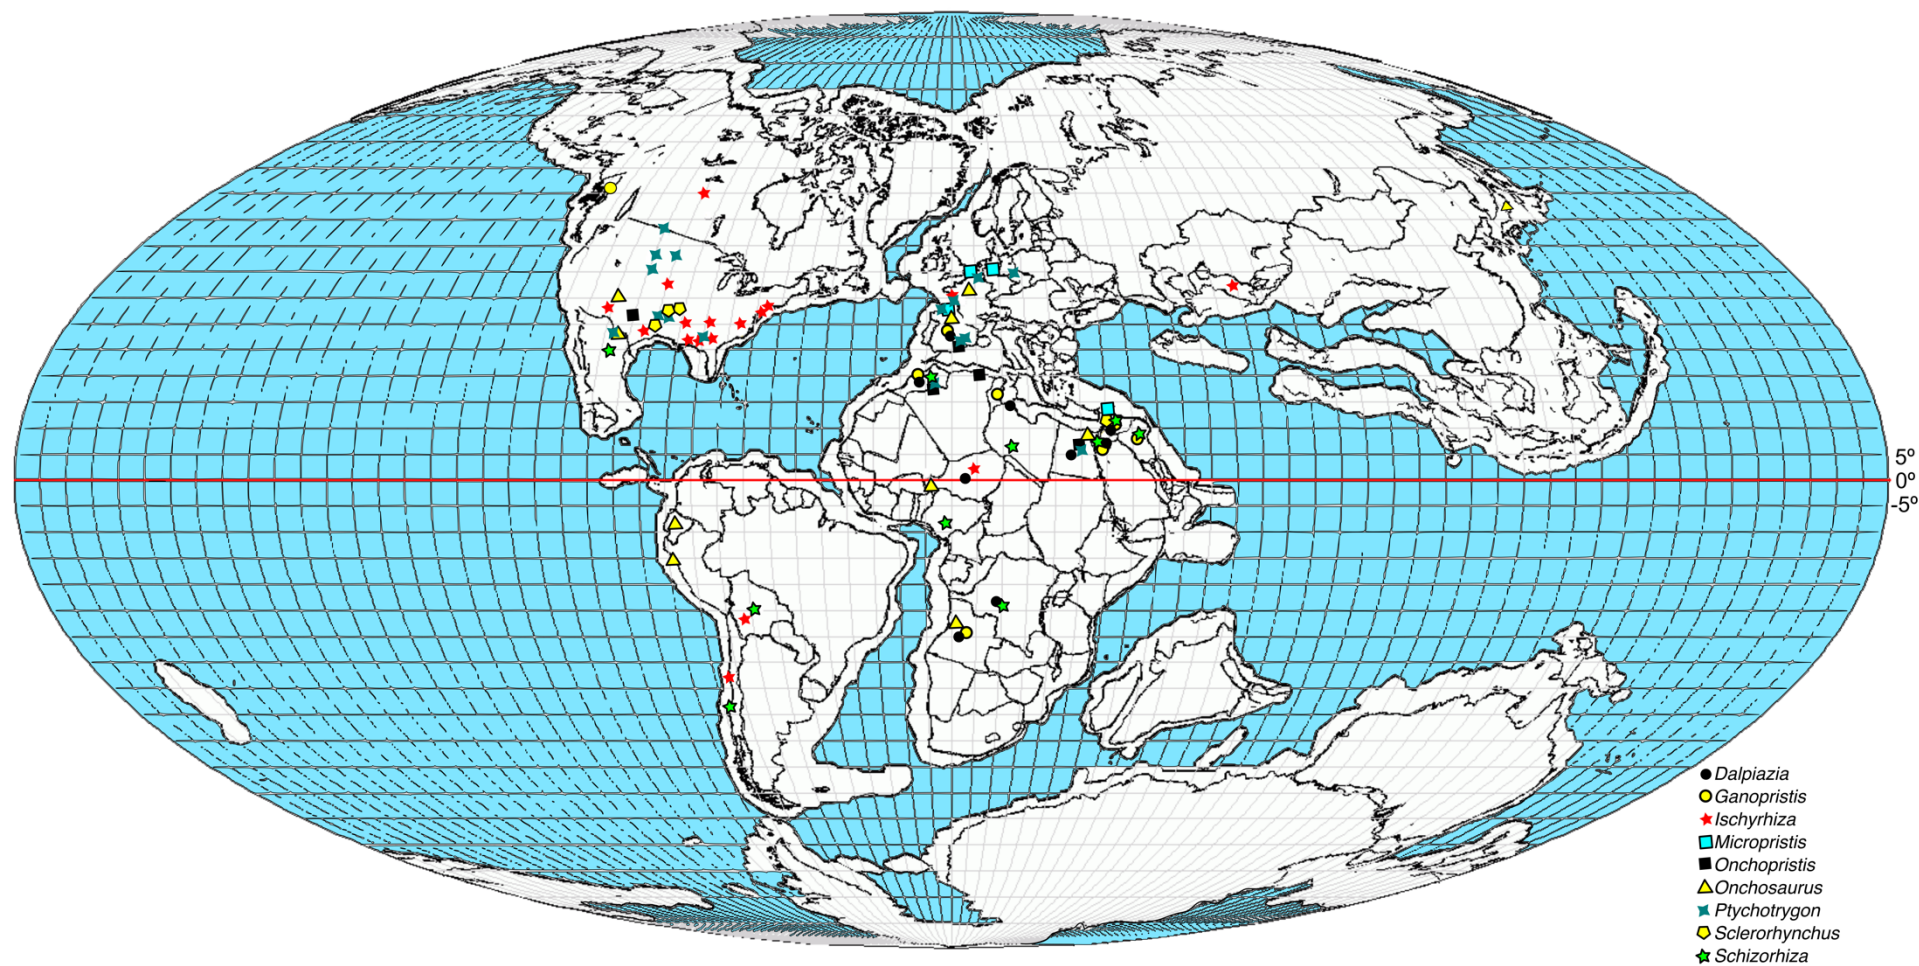 5º
0º
-5º
Dalpiazia
Ganopristis
Ischyrhiza
Micropristis
Onchopristis
Onchosaurus
Ptychotrygon
Sclerorhynchus
Schizorhiza